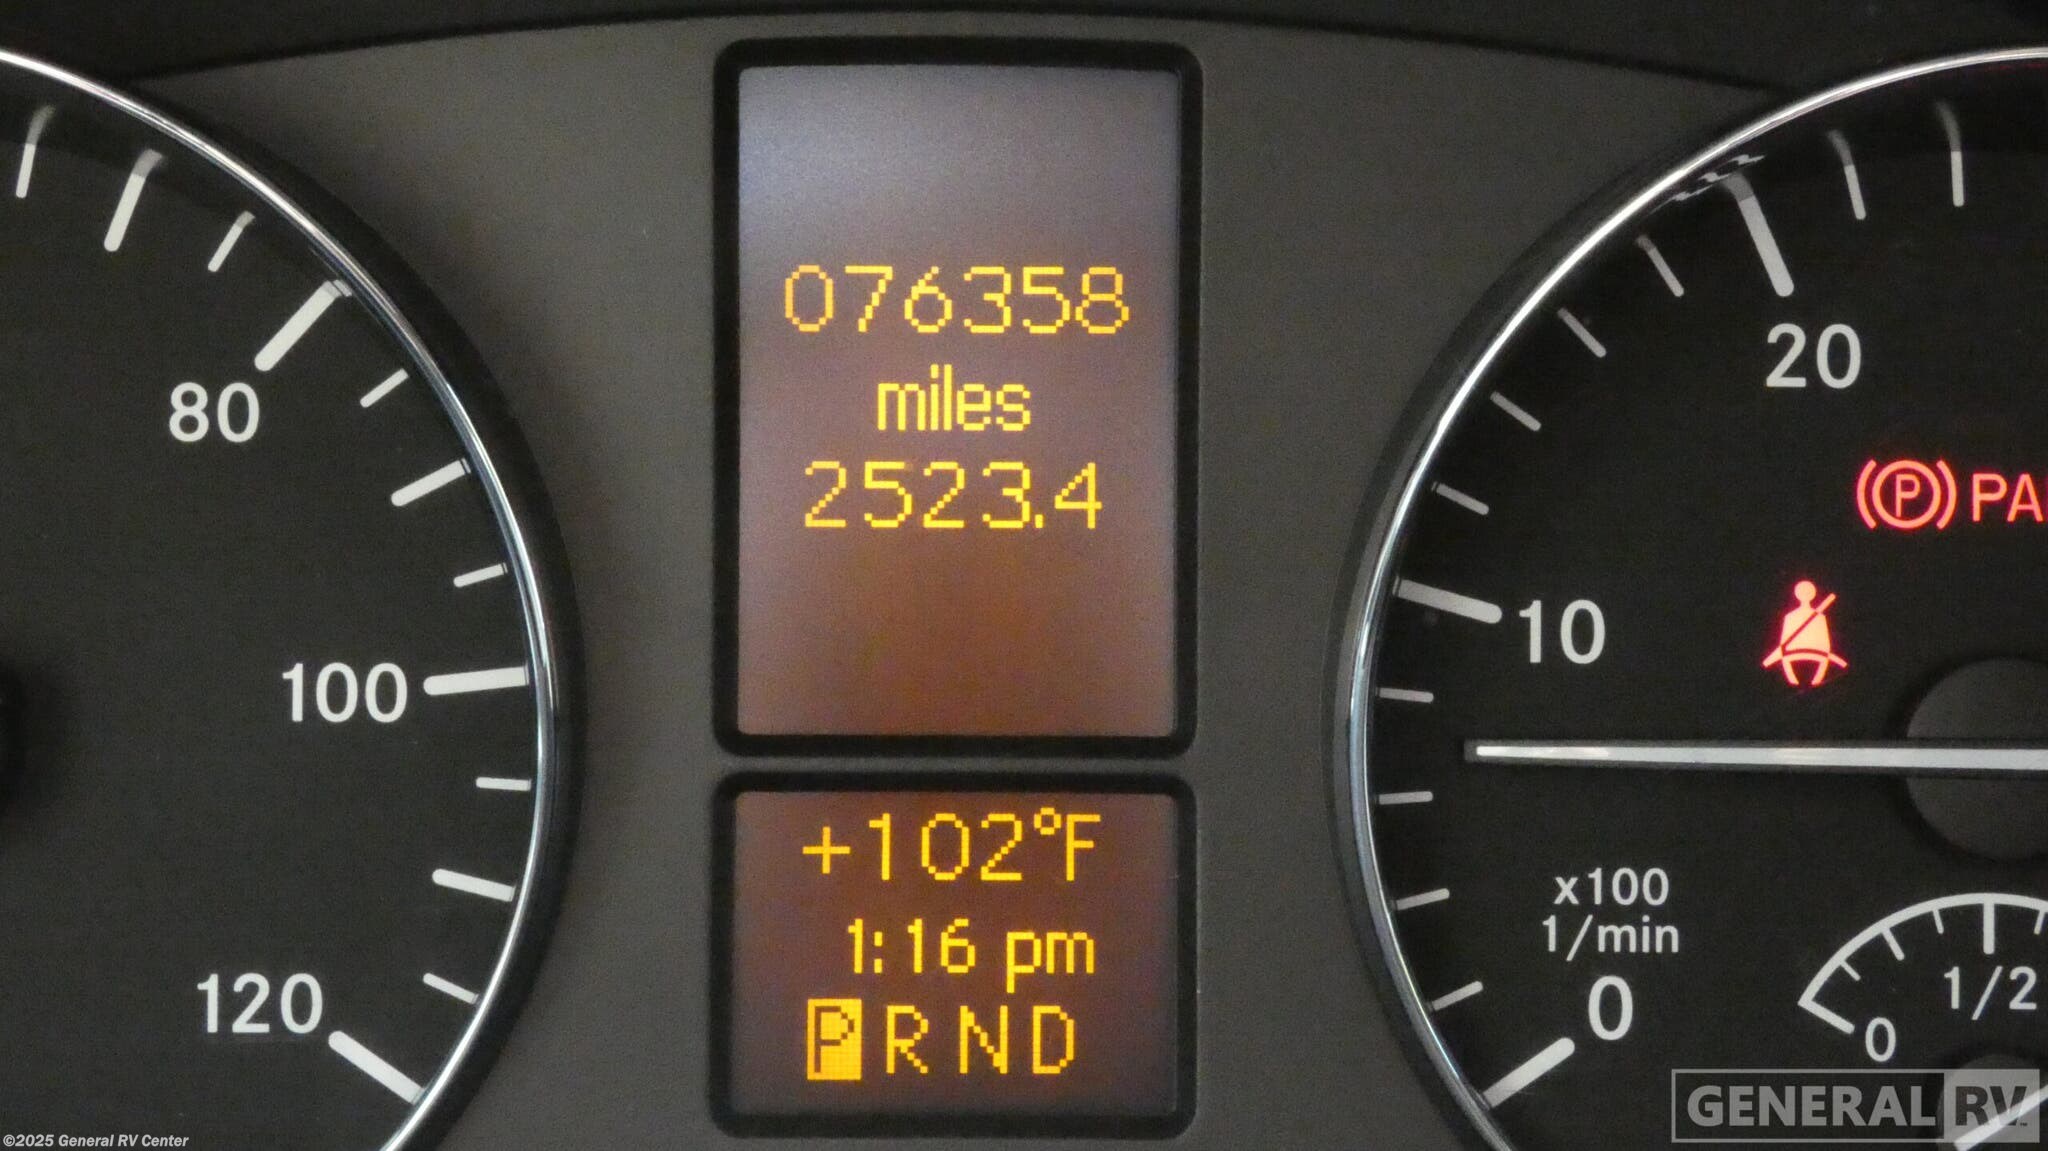 80
100
120
076358
miles
2523.4
+102°F
1:16 pm
P R N D
20
10
(P) PA
x100
1/min
0
0
1/2
GENERAL RV
©2025 General RV Center